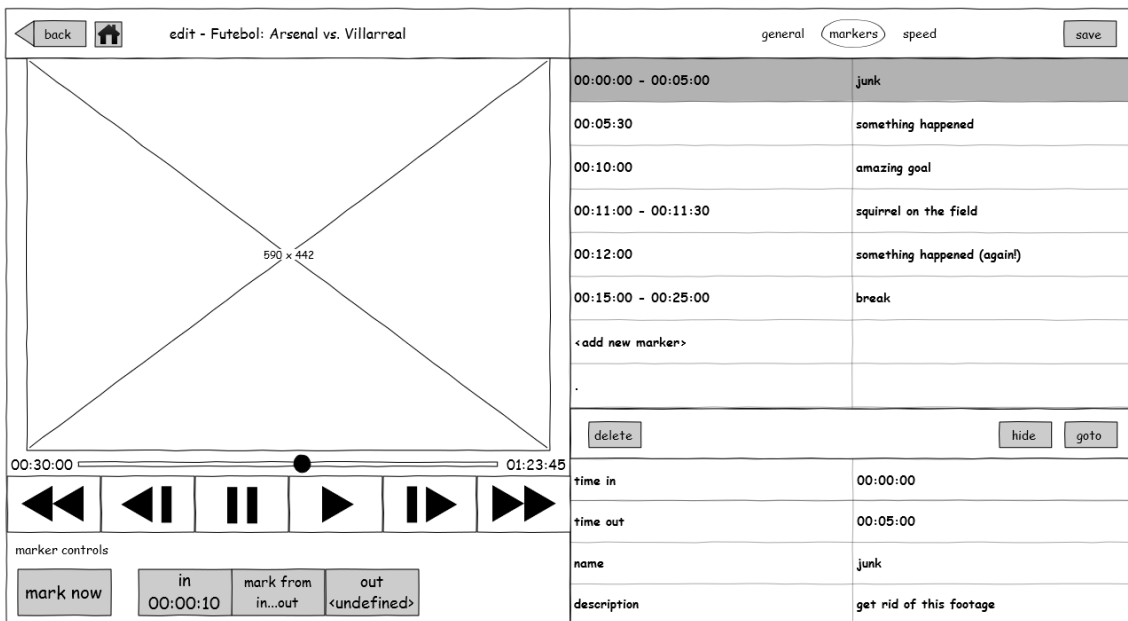 back
edit - Futebol: Arsenal vs. Villarreal
general markers speed
save
00:00:00 - 00:05:00 junk
00:05:30 something happened
00:10:00 amazing goal
00:11:00 - 00:11:30 squirrel on the field
00:12:00 something happened (again!)
00:15:00 - 00:25:00 break
<add new marker>
.
590 x 442
delete
hide
goto
00:30:00
01:23:45
time in 00:00:00
time out 00:05:00
name junk
description get rid of this footage
marker controls
mark now
in
00:00:10
mark from
in...out
out
<undefined>